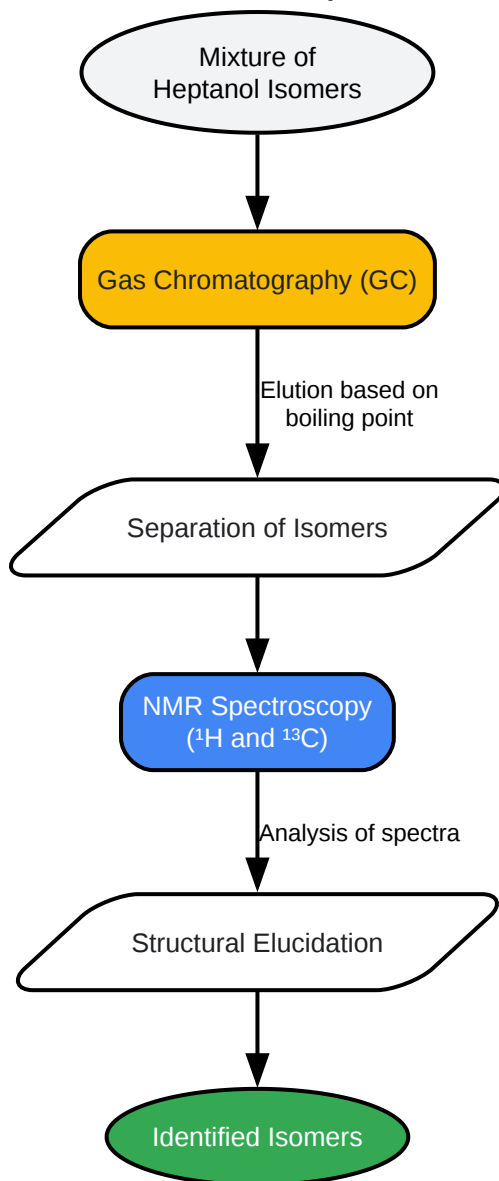 Mixture of
Heptanol Isomers
Gas Chromatography (GC)
Elution based on
boiling point
Separation of Isomers
NMR Spectroscopy
(¹H and ¹³C)
Analysis of spectra
Structural Elucidation
Identified Isomers